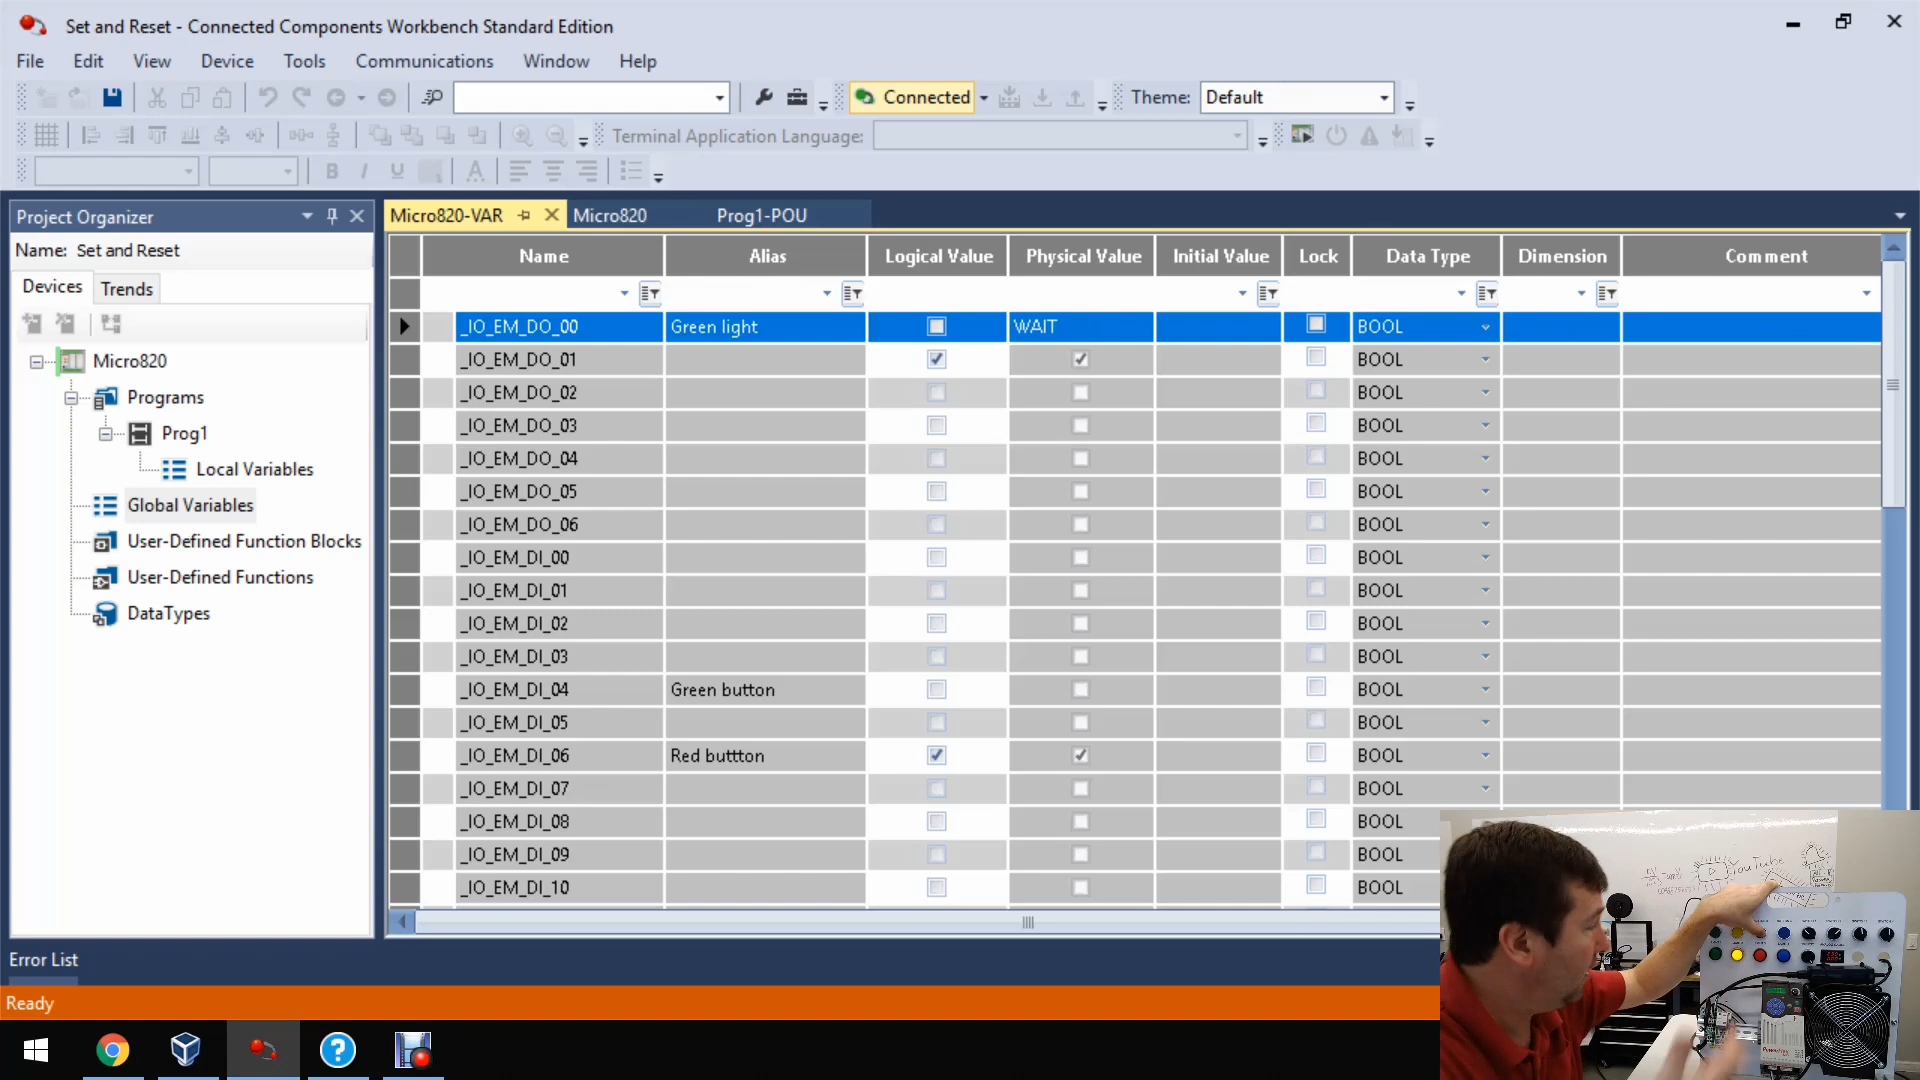 Set and Reset - Connected Components Workbench Standard Edition
File Edit View Device Tools Communications Window Help
Connected Theme: Default
Terminal Application Language:
B I U A
Project Organizer
Name: Set and Reset
Devices Trends
Micro820
Programs
Prog1
Local Variables
Global Variables
User-Defined Function Blocks
User-Defined Functions
DataTypes
Micro820-VAR Micro820 Prog1-POU
Name Alias Logical Value Physical Value Initial Value Lock Data Type Dimension Comment
_IO_EM_DO_00 Green light WAIT BOOL
_IO_EM_DO_01 BOOL
_IO_EM_DO_02 BOOL
_IO_EM_DO_03 BOOL
_IO_EM_DO_04 BOOL
_IO_EM_DO_05 BOOL
_IO_EM_DO_06 BOOL
_IO_EM_DI_00 BOOL
_IO_EM_DI_01 BOOL
_IO_EM_DI_02 BOOL
_IO_EM_DI_03 BOOL
_IO_EM_DI_04 Green button BOOL
_IO_EM_DI_05 BOOL
_IO_EM_DI_06 Red buttton BOOL
_IO_EM_DI_07 BOOL
_IO_EM_DI_08 BOOL
_IO_EM_DI_09 BOOL
_IO_EM_DI_10 BOOL
Error List
Ready
YouTube